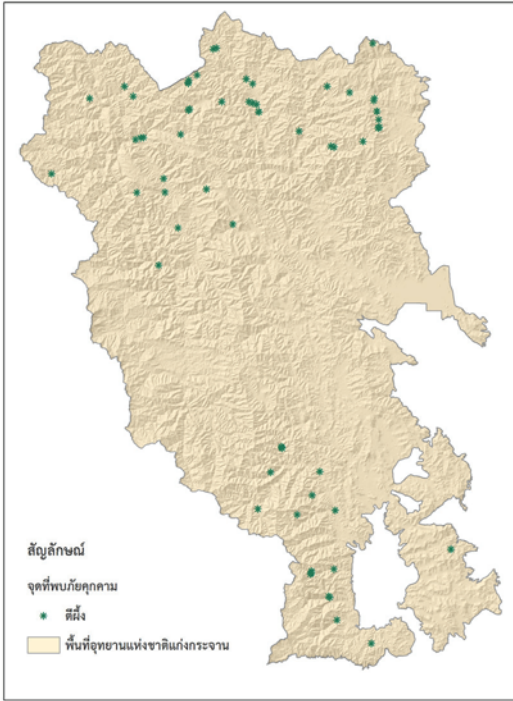 สัญลักษณ์
จุดที่พบภัยคุกคาม
ตีผึ้ง
พื้นที่อุทยานแห่งชาติแก่งกระจาน